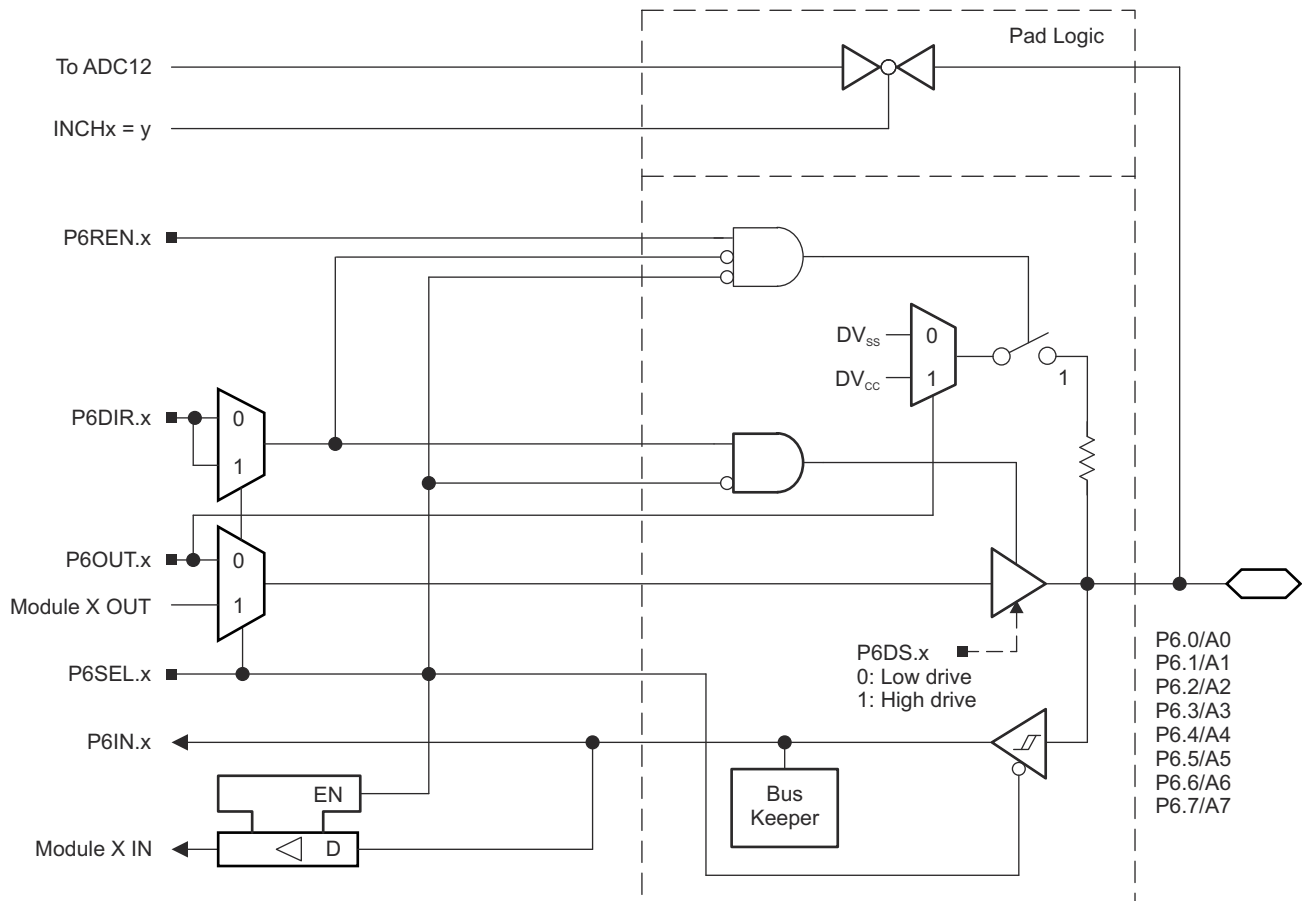 Pad Logic
To ADC12
INCHx = y
P6REN.x
DVSS
0
DVCC
1
1
P6DIR.x
0
1
P6OUT.x
0
Module X OUT
1
P6SEL.x
P6DS.x
0: Low drive
1: High drive
P6.0/A0
P6.1/A1
P6.2/A2
P6.3/A3
P6.4/A4
P6.5/A5
P6.6/A6
P6.7/A7
P6IN.x
EN
Bus
Keeper
Module X IN
D